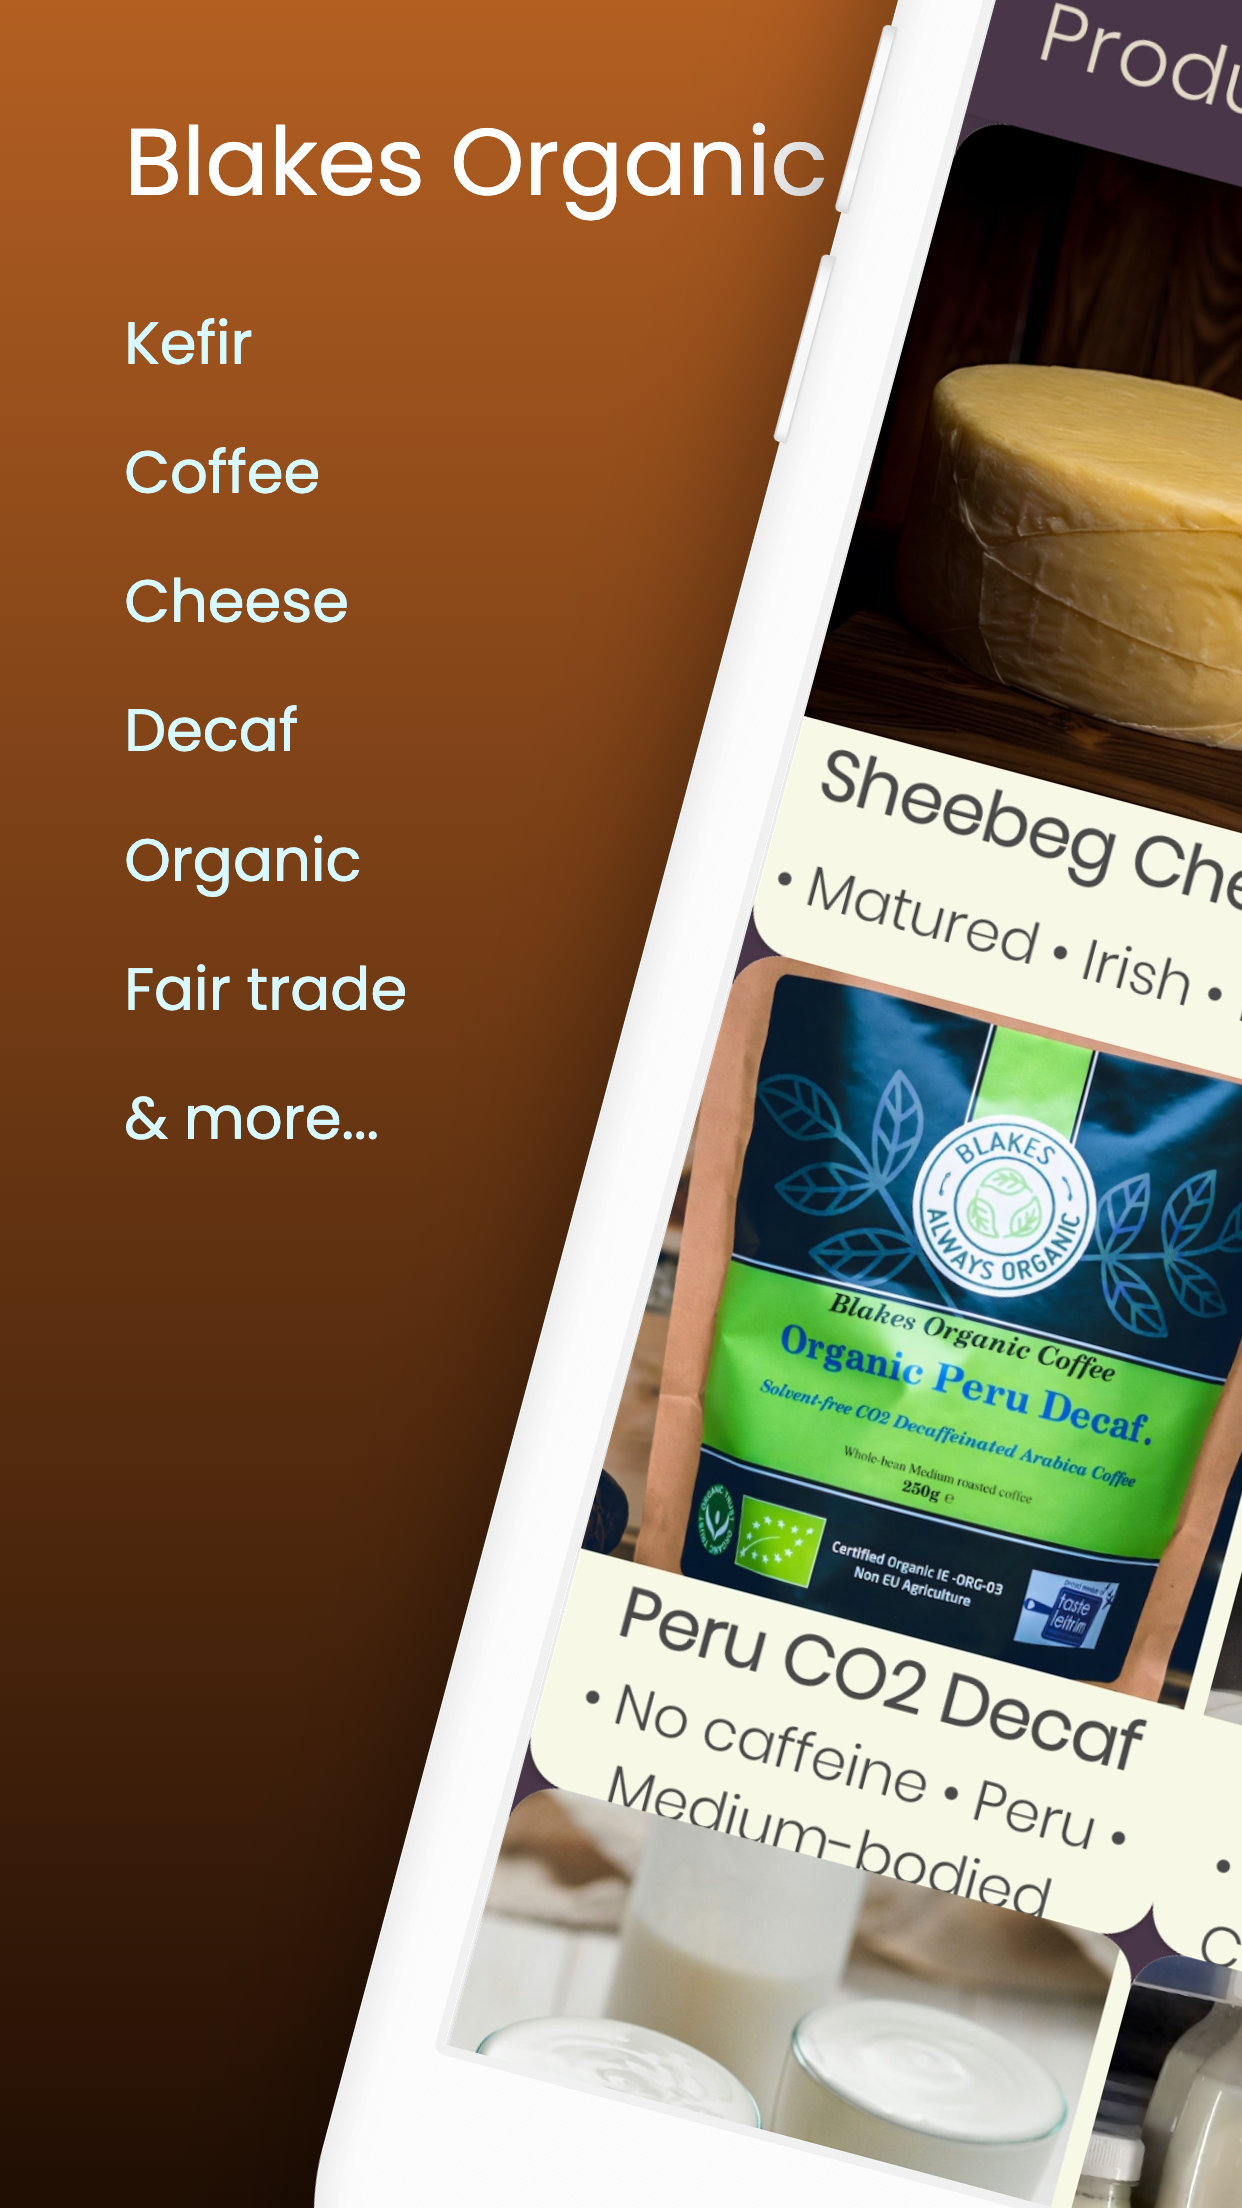 Blakes Organic
Kefir
Coffee
Cheese
Decaf
Organic
Fair trade
& more...
Sheebeg
• Matured • Irish •
BLAKES
ALWAYS ORGANIC
Blakes Organic Coffee
Organic Peru Decaf.
Solvent-free CO2 Decaffeinated Arabica Coffee
Whole-bean Medium roasted coffee
250g ℮
ORGANIC TRUST
Certified Organic IE -ORG-03
Non EU Agriculture
taste
leitrim
Peru CO2 Decaf
• No caffeine • Peru •
Medium-bodied